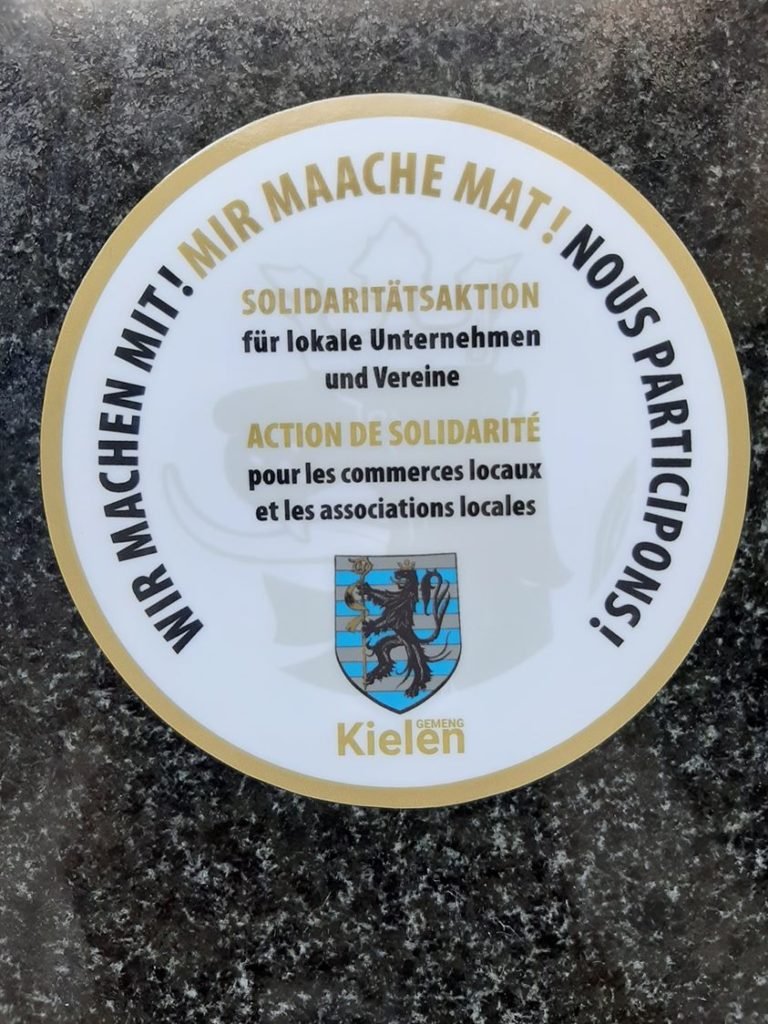 WIR MACHEN MIT! MIR MAACHE MAT! NOUS PARTICIPONS!
SOLIDARITÄTSAKTION
für lokale Unternehmen
und Vereine
ACTION DE SOLIDARITÉ
pour les commerces locaux
et les associations locales
GEMENG
Kielen